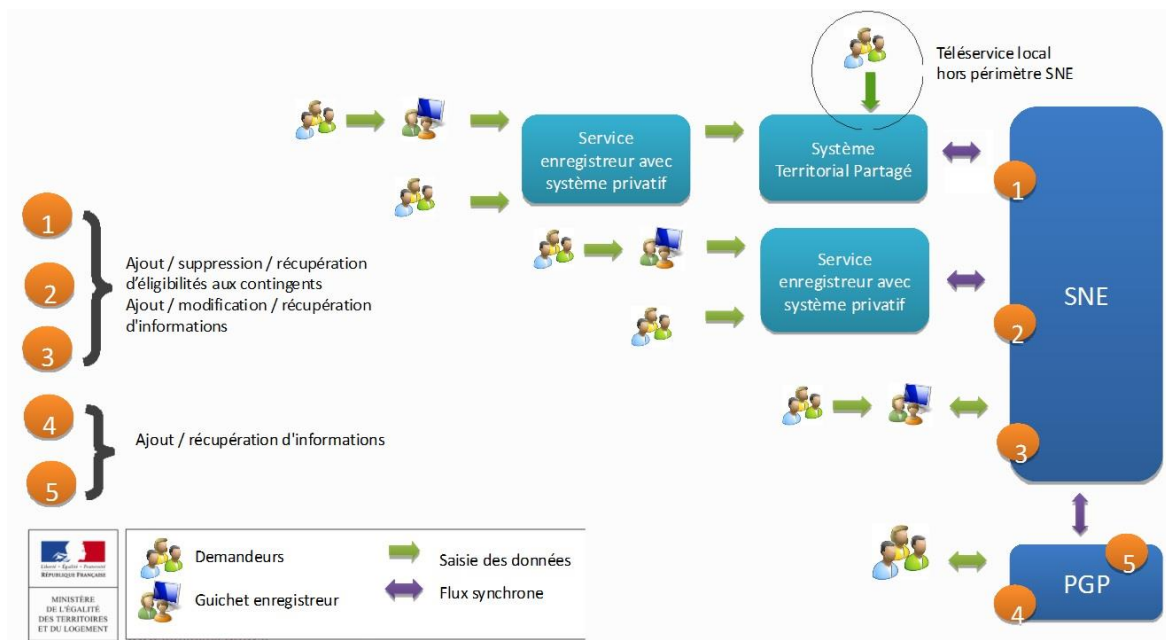 Téléservice local
hors périmètre SNE
Service
enregistreur avec
système privatif
Système
Territorial Partagé
1
Service
enregistreur avec
système privatif
SNE
2
3
1
2
3
Ajout / suppression / récupération
d'éligibilités aux contingents
Ajout / modification / récupération
d'informations
4
5
Ajout / récupération d'informations
5
PGP
4
Liberté • Égalité • Fraternité
RÉPUBLIQUE FRANÇAISE
MINISTÈRE
DE L'ÉGALITÉ
DES TERRITOIRES
ET DU LOGEMENT
Demandeurs
Saisie des données
Guichet enregistreur
Flux synchrone